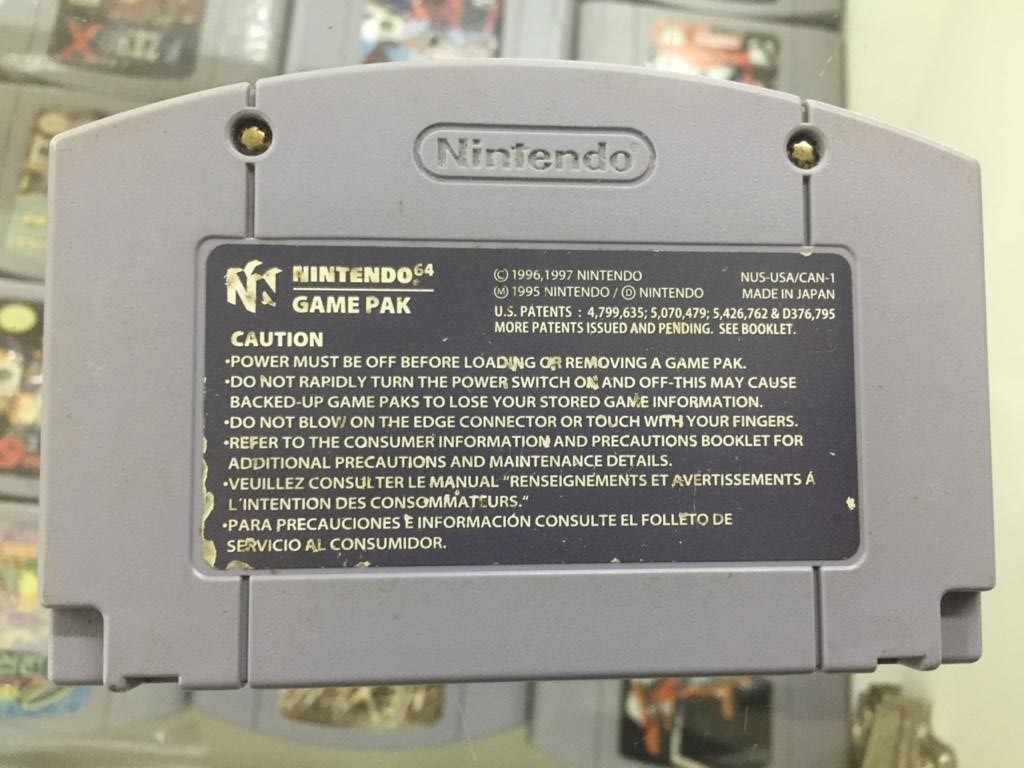 Nintendo
NINTENDO 64
GAME PAK
© 1996,1997 NINTENDO
Ⓜ 1995 NINTENDO / Ⓓ NINTENDO
NUS-USA/CAN-1
MADE IN JAPAN
U.S. PATENTS : 4,799,635; 5,070,479; 5,426,762 & D376,795
MORE PATENTS ISSUED AND PENDING. SEE BOOKLET.
CAUTION
•POWER MUST BE OFF BEFORE LOADING OR REMOVING A GAME PAK.
•DO NOT RAPIDLY TURN THE POWER SWITCH ON AND OFF-THIS MAY CAUSE
BACKED-UP GAME PAKS TO LOSE YOUR STORED GAME INFORMATION.
•DO NOT BLOW ON THE EDGE CONNECTOR OR TOUCH WITH YOUR FINGERS.
•REFER TO THE CONSUMER INFORMATION AND PRECAUTIONS BOOKLET FOR
ADDITIONAL PRECAUTIONS AND MAINTENANCE DETAILS.
•VEUILLEZ CONSULTER LE MANUAL "RENSEIGNEMENTS ET AVERTISSEMENTS Á
L'INTENTION DES CONSOMMATEURS."
•PARA PRECAUCIONES E INFORMACIÓN CONSULTE EL FOLLETO DE
SERVICIO AL CONSUMIDOR.